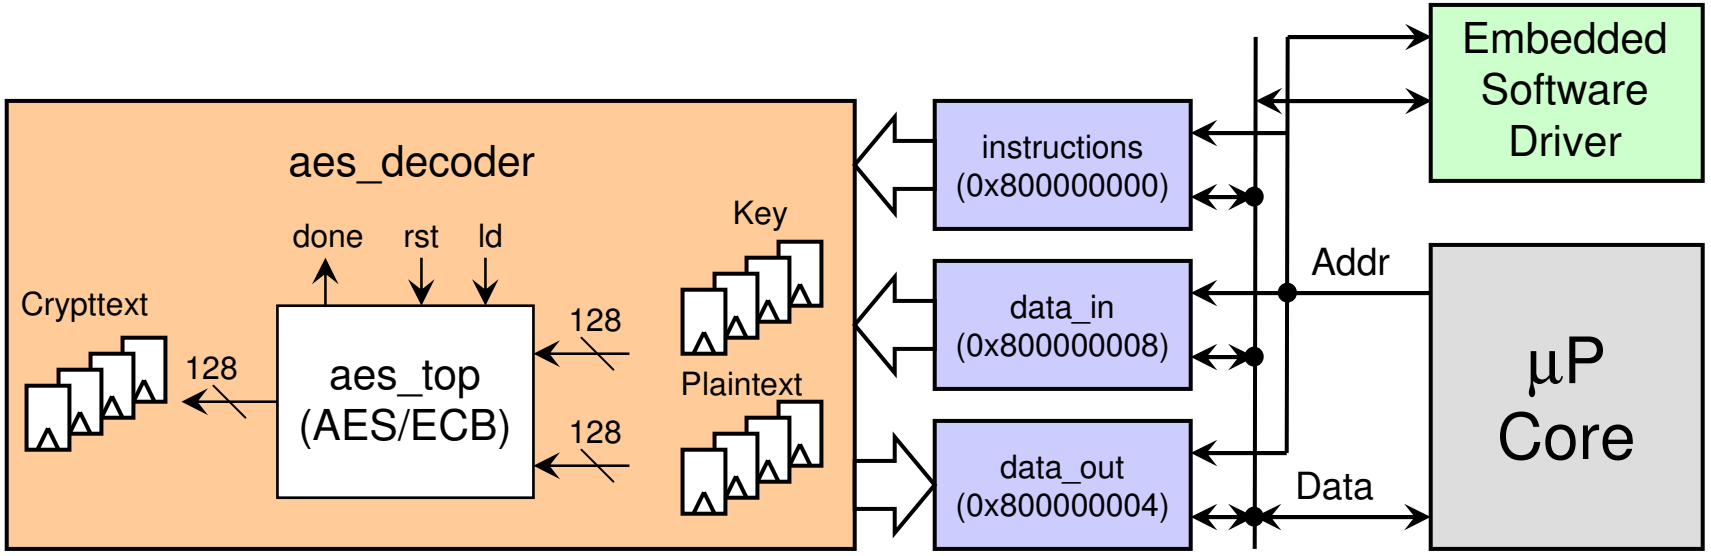 aes_decoder
done
rst
ld
Key
Crypttext
128
aes_top
(AES/ECB)
128
Plaintext
128
instructions
(0x800000000)
data_in
(0x800000008)
data_out
(0x800000004)
Embedded
Software
Driver
Addr
Data
µP
Core